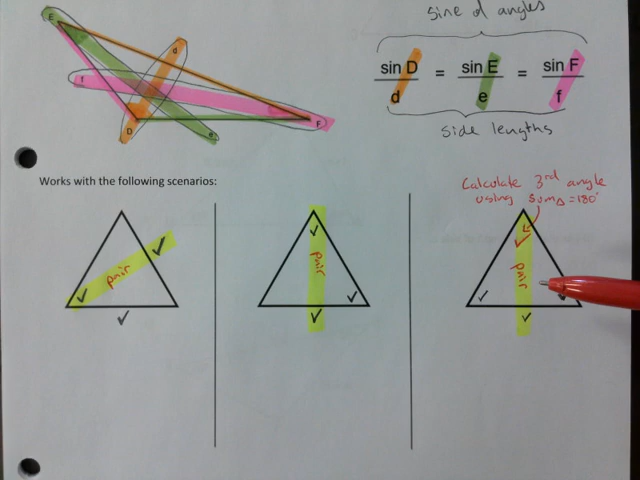 sine of angles
sin D = sin E = sin F
d e f
side lengths
E
d
f
D
e
F
Works with the following scenarios:
Calculate 3rd angle
using sum△=180°
pair
pair
pair